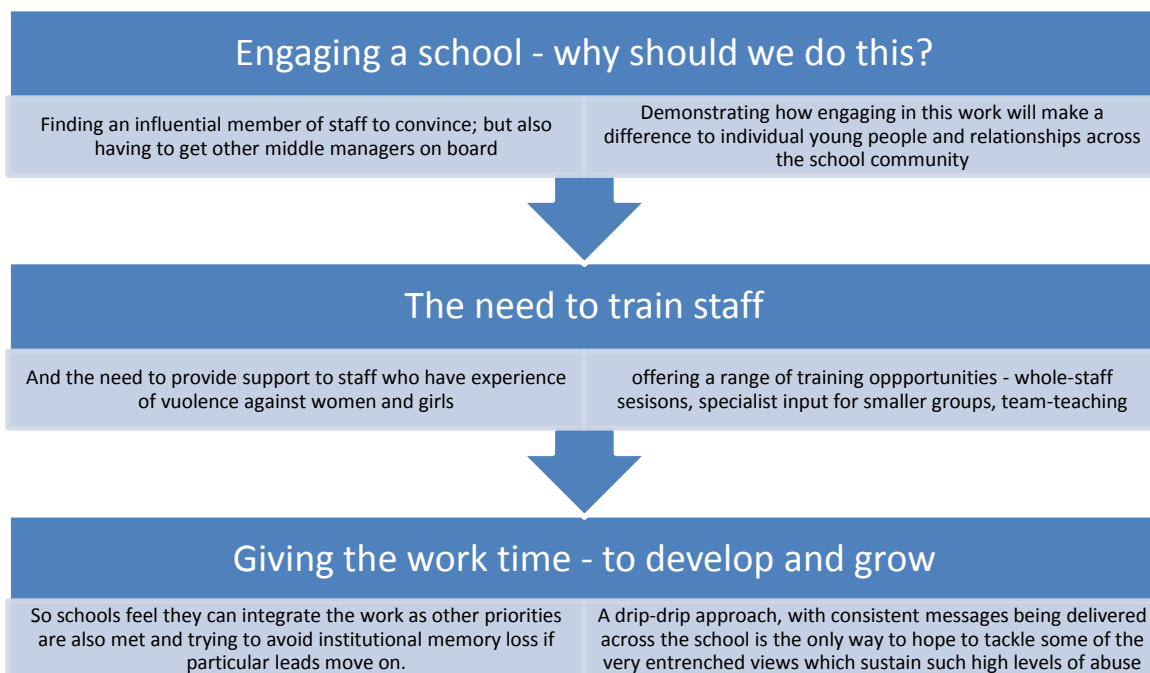 Engaging a school - why should we do this?
Finding an influential member of staff to convince; but also
having to get other middle managers on board
Demonstrating how engaging in this work will make a
difference to individual young people and relationships across
the school community
The need to train staff
And the need to provide support to staff who have experience
of vuolence against women and girls
offering a range of training oppportunities - whole-staff
sesisons, specialist input for smaller groups, team-teaching
Giving the work time - to develop and grow
So schools feel they can integrate the work as other priorities
are also met and trying to avoid institutional memory loss if
particular leads move on.
A drip-drip approach, with consistent messages being delivered
across the school is the only way to hope to tackle some of the
very entrenched views which sustain such high levels of abuse